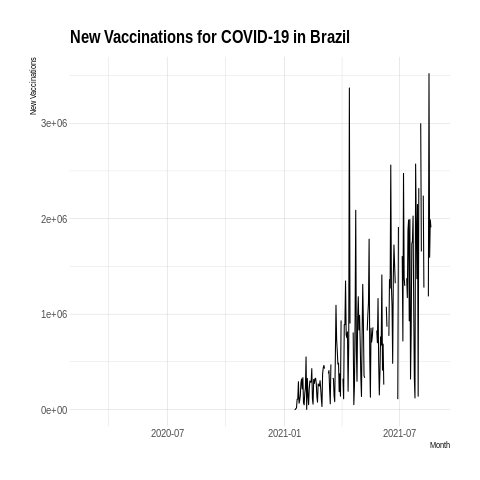 New Vaccinations for COVID-19 in Brazil
New Vaccinations
3e+06
2e+06
1e+06
0e+00
2020-07
2021-01
2021-07
Month